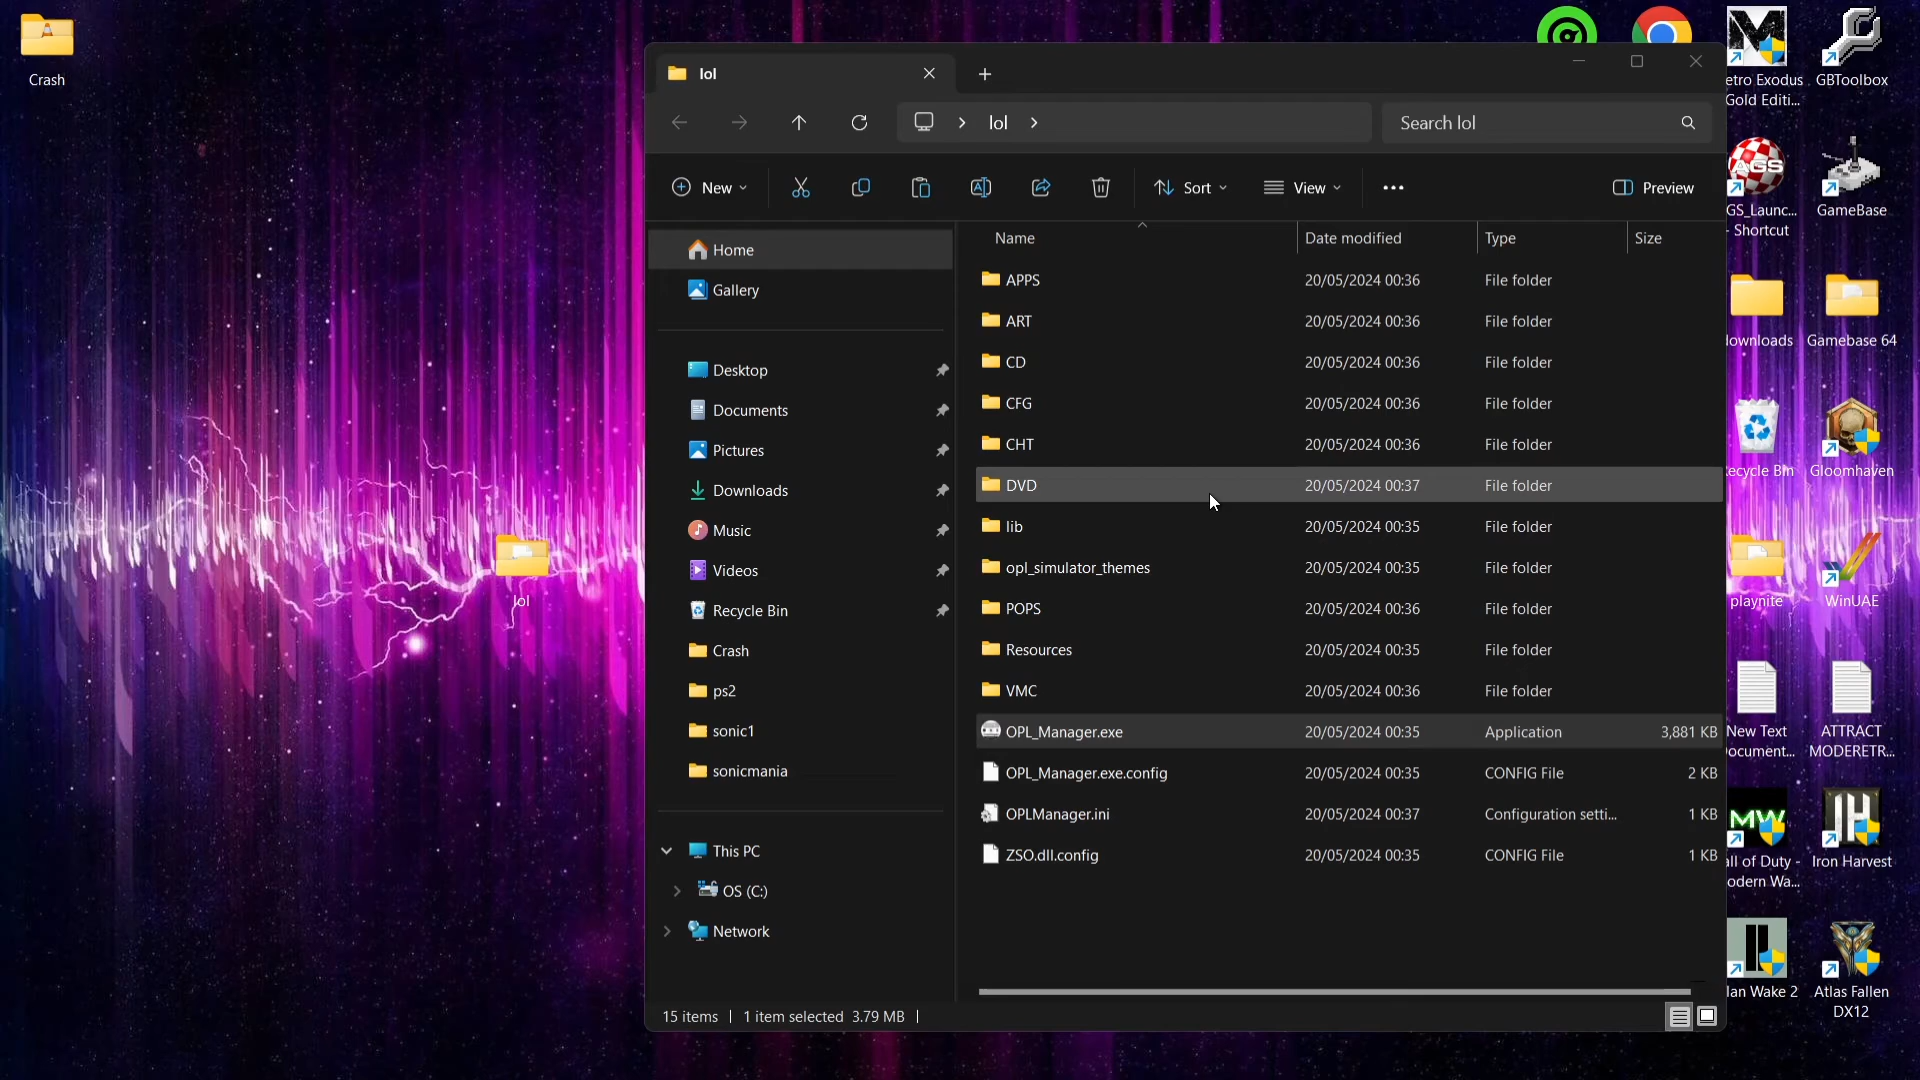 Crash
lol
lol
Search lol
New
Sort
View
Preview
Home
Gallery
Desktop
Documents
Pictures
Downloads
Music
Videos
Recycle Bin
Crash
ps2
sonic1
sonicmania
This PC
OS (C:)
Network
Name Date modified Type Size
APPS 20/05/2024 00:36 File folder
ART 20/05/2024 00:36 File folder
CD 20/05/2024 00:36 File folder
CFG 20/05/2024 00:36 File folder
CHT 20/05/2024 00:36 File folder
DVD 20/05/2024 00:37 File folder
lib 20/05/2024 00:35 File folder
opl_simulator_themes 20/05/2024 00:35 File folder
POPS 20/05/2024 00:36 File folder
Resources 20/05/2024 00:35 File folder
VMC 20/05/2024 00:36 File folder
OPL_Manager.exe 20/05/2024 00:35 Application 3,881 KB
OPL_Manager.exe.config 20/05/2024 00:35 CONFIG File 2 KB
OPLManager.ini 20/05/2024 00:37 Configuration setti... 1 KB
ZSO.dll.config 20/05/2024 00:35 CONFIG File 1 KB
15 items 1 item selected 3.79 MB
lol
etro Exodus
Gold Editi...
GBToolbox
AGS
GS_Launc...
- Shortcut
GameBase
ownloads
Gamebase 64
ecycle Bin
Gloomhaven
playnite
WinUAE
New Text
ocument...
ATTRACT
MODERETR...
MW
all of Duty -
odern Wa...
Iron Harvest
lan Wake 2
Atlas Fallen
DX12